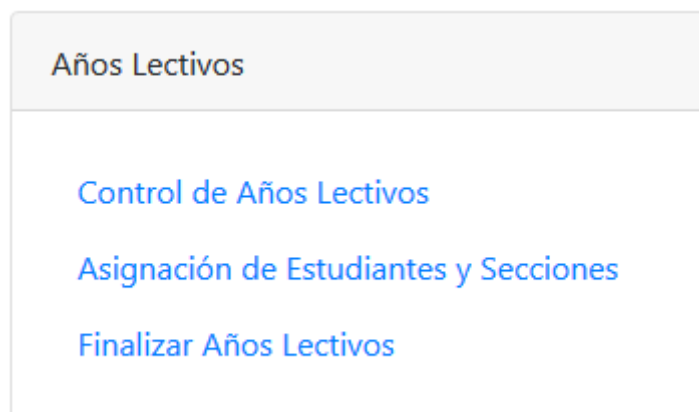 Años Lectivos
Control de Años Lectivos
Asignación de Estudiantes y Secciones
Finalizar Años Lectivos